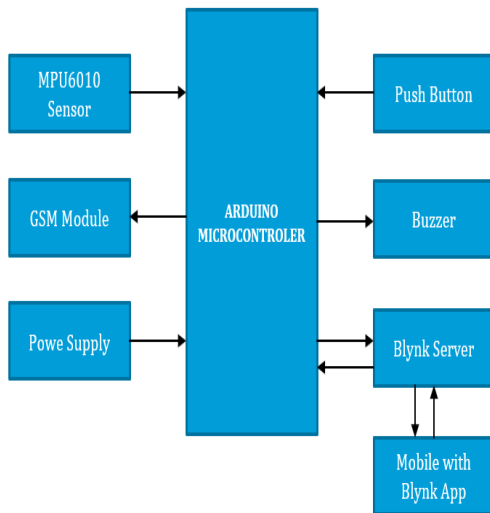 MPU6010
Sensor
GSM Module
Powe Supply
ARDUINO
MICROCONTROLER
Push Button
Buzzer
Blynk Server
Mobile with
Blynk App